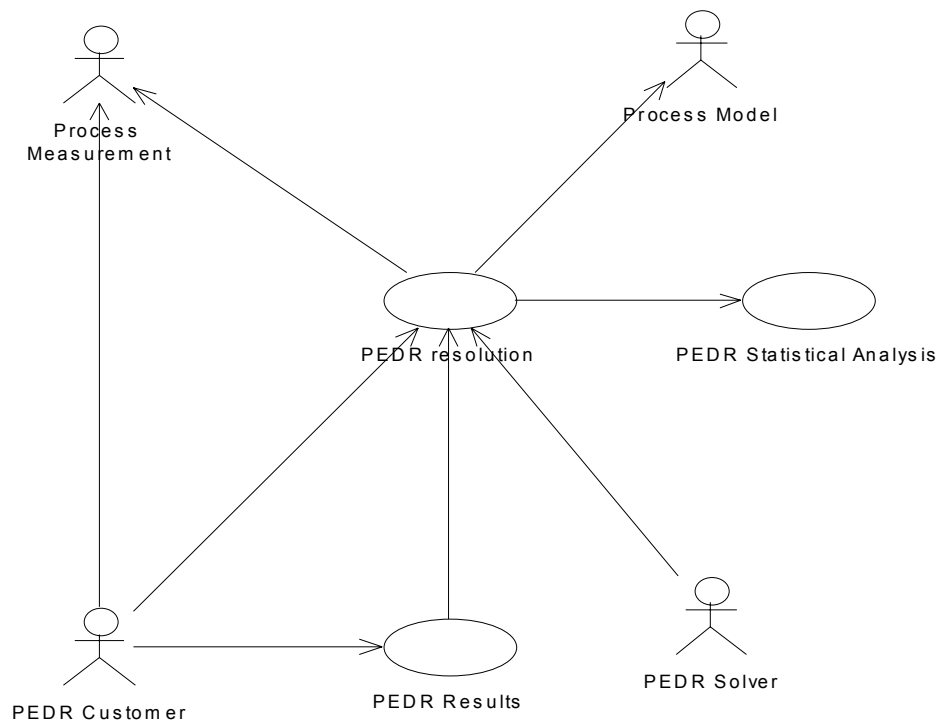 Process Model
Process
Measurement
PEDR resolution
PEDR Statistical Analysis
PEDR Solver
PEDR Results
PEDR Customer